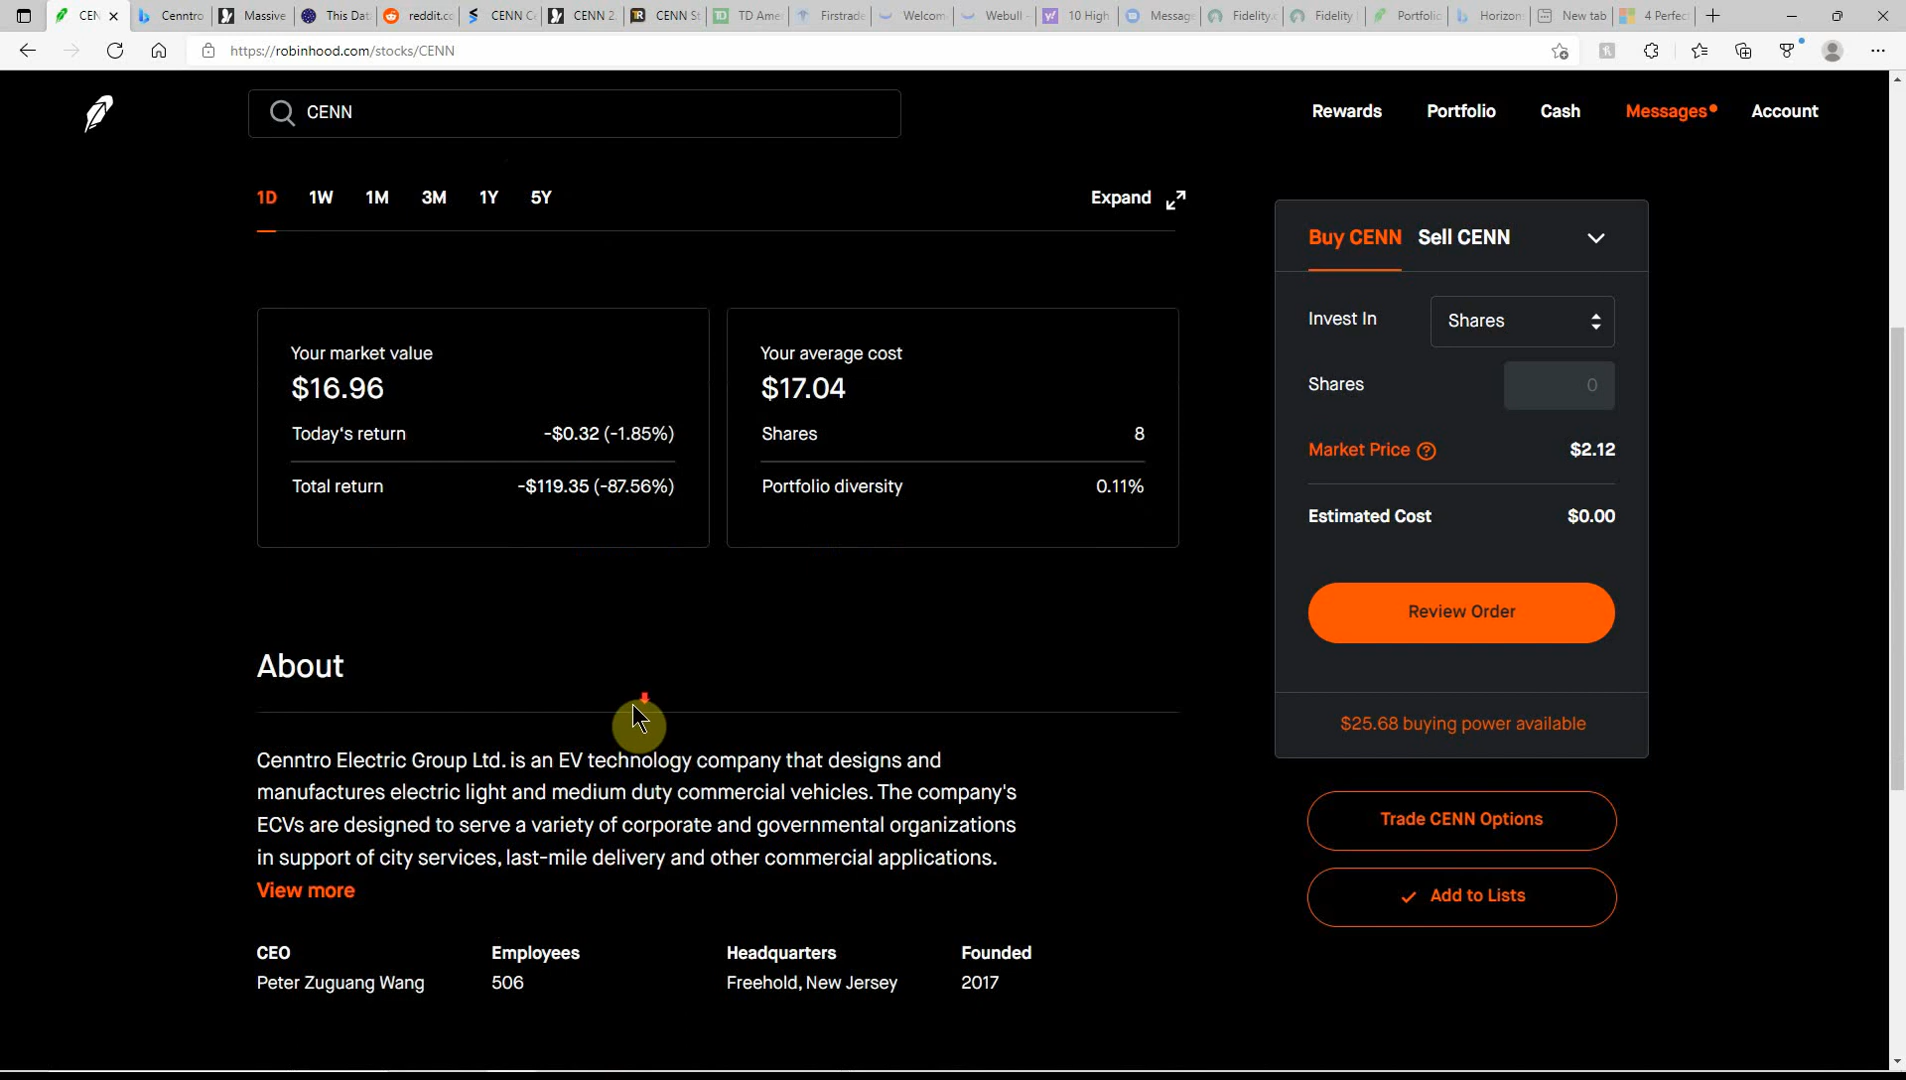 CEN
Cenntro
Massive
This Dat
reddit.co
CENN C
CENN 2
CENN St
TD Ame
Firstrade
Welcom
Webull -
10 High
Message
Fidelity.c
Fidelity
Portfolio
Horizon
New tab
4 Perfec
https://robinhood.com/stocks/CENN
CENN
Rewards
Portfolio
Cash
Messages
Account
1D 1W 1M 3M 1Y 5Y
Expand
Buy CENN Sell CENN
Invest In Shares
Shares 0
Market Price $2.12
Estimated Cost $0.00
Review Order
$25.68 buying power available
Trade CENN Options
Add to Lists
Your market value
$16.96
Today's return -$0.32 (-1.85%)
Total return -$119.35 (-87.56%)
Your average cost
$17.04
Shares 8
Portfolio diversity 0.11%
About
Cenntro Electric Group Ltd. is an EV technology company that designs and
manufactures electric light and medium duty commercial vehicles. The company's
ECVs are designed to serve a variety of corporate and governmental organizations
in support of city services, last-mile delivery and other commercial applications.
View more
CEO Employees Headquarters Founded
Peter Zuguang Wang 506 Freehold, New Jersey 2017